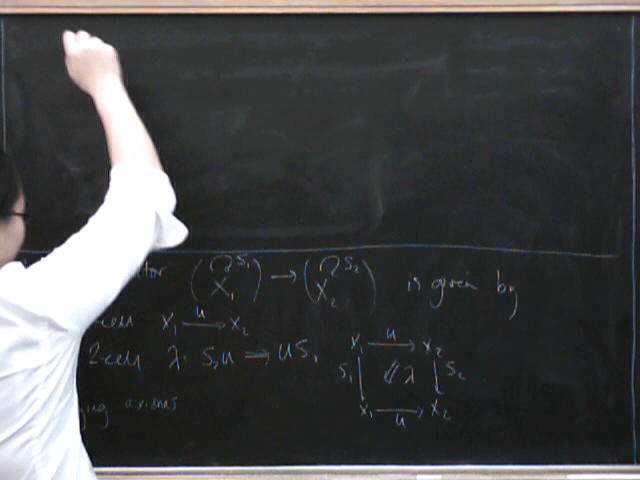 (X₁ ↻S₁) → (X₂ ↻S₂) is given by
X₁ —u→ X₂
2-cell λ: S₂u ⇒ uS₁
X₁ —u→ X₂
S₁ ⇙ λ S₂
X₁ —u→ X₂
axioms